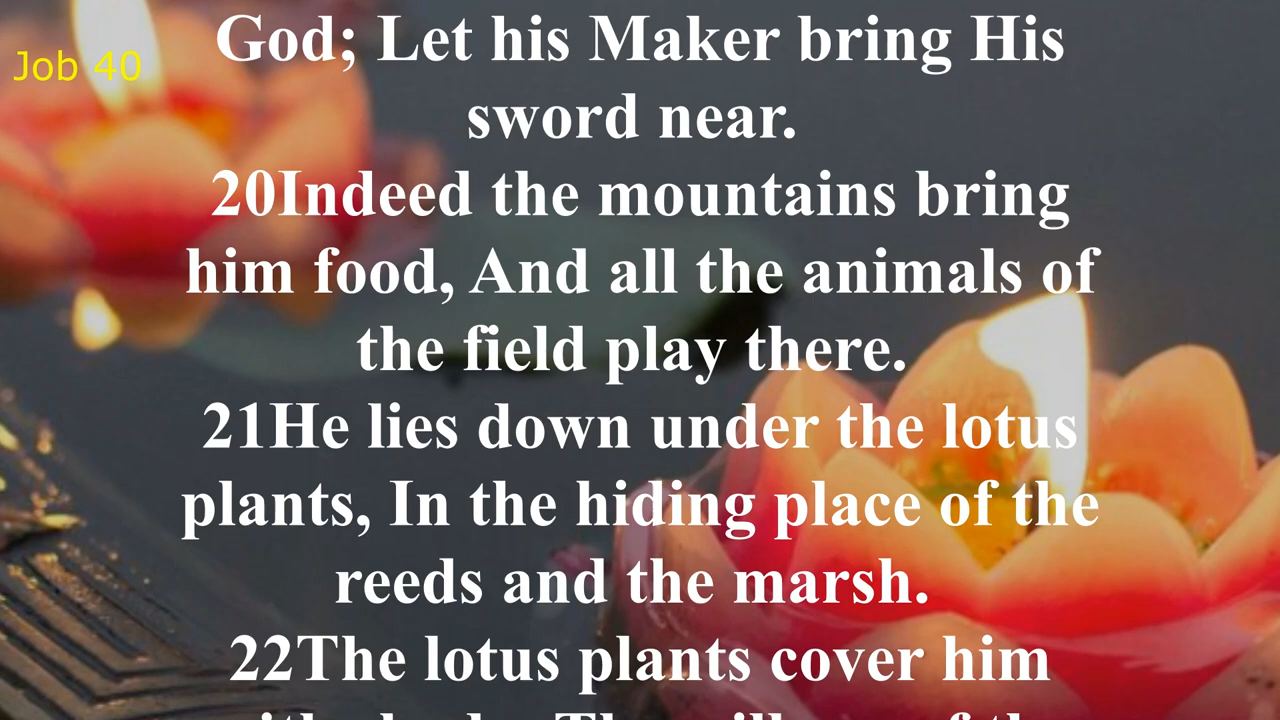 Job 40
God; Let his Maker bring His
sword near.
20Indeed the mountains bring
him food, And all the animals of
the field play there.
21He lies down under the lotus
plants, In the hiding place of the
reeds and the marsh.
22The lotus plants cover him